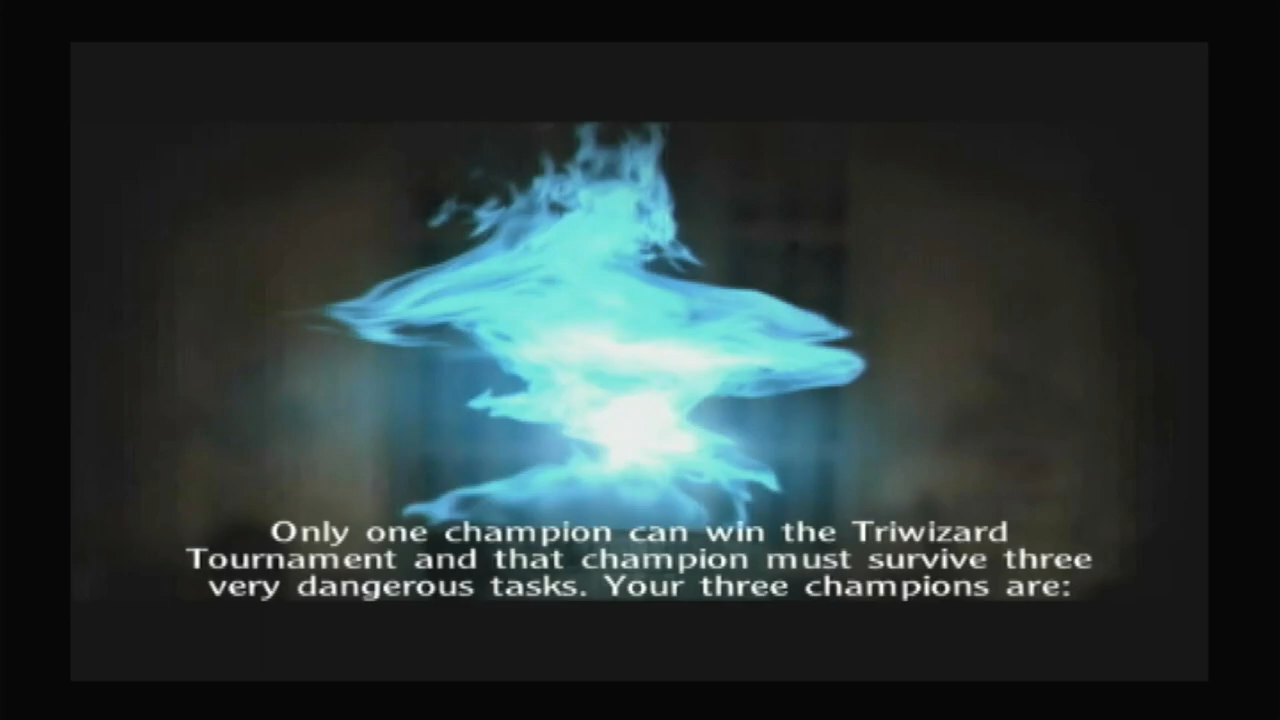 Only one champion can win the Triwizard
Tournament and that champion must survive three
very dangerous tasks. Your three champions are: